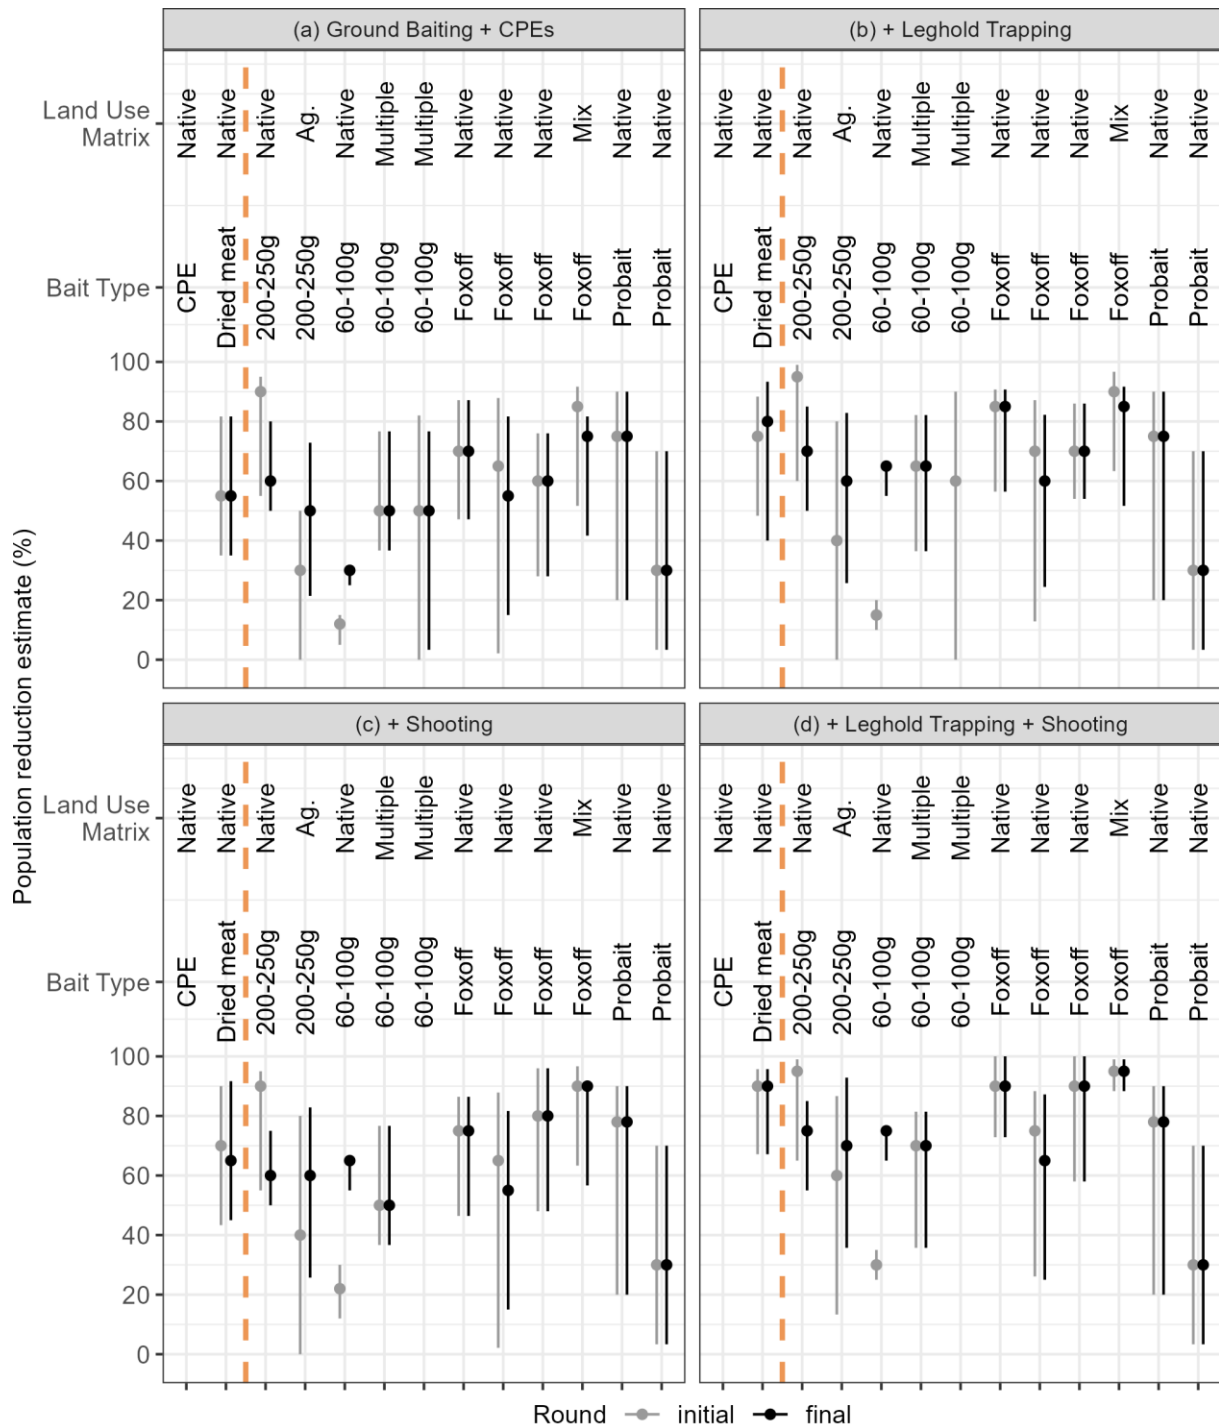 (a) Ground Baiting + CPEs
(b) + Leghold Trapping
Land Use Matrix
Native Native Native Ag. Native Multiple Multiple Native Native Native Mix Native Native
Native Native Native Ag. Native Multiple Multiple Native Native Native Mix Native Native
Bait Type
CPE Dried meat 200-250g 200-250g 60-100g 60-100g 60-100g Foxoff Foxoff Foxoff Foxoff Probait Probait
CPE Dried meat 200-250g 200-250g 60-100g 60-100g 60-100g Foxoff Foxoff Foxoff Foxoff Probait Probait
100
80
60
40
20
0
Population reduction estimate (%)
(c) + Shooting
(d) + Leghold Trapping + Shooting
Land Use Matrix
Native Native Native Ag. Native Multiple Multiple Native Native Native Mix Native Native
Native Native Native Ag. Native Multiple Multiple Native Native Native Mix Native Native
Bait Type
CPE Dried meat 200-250g 200-250g 60-100g 60-100g 60-100g Foxoff Foxoff Foxoff Foxoff Probait Probait
CPE Dried meat 200-250g 200-250g 60-100g 60-100g 60-100g Foxoff Foxoff Foxoff Foxoff Probait Probait
100
80
60
40
20
0
Round initial final